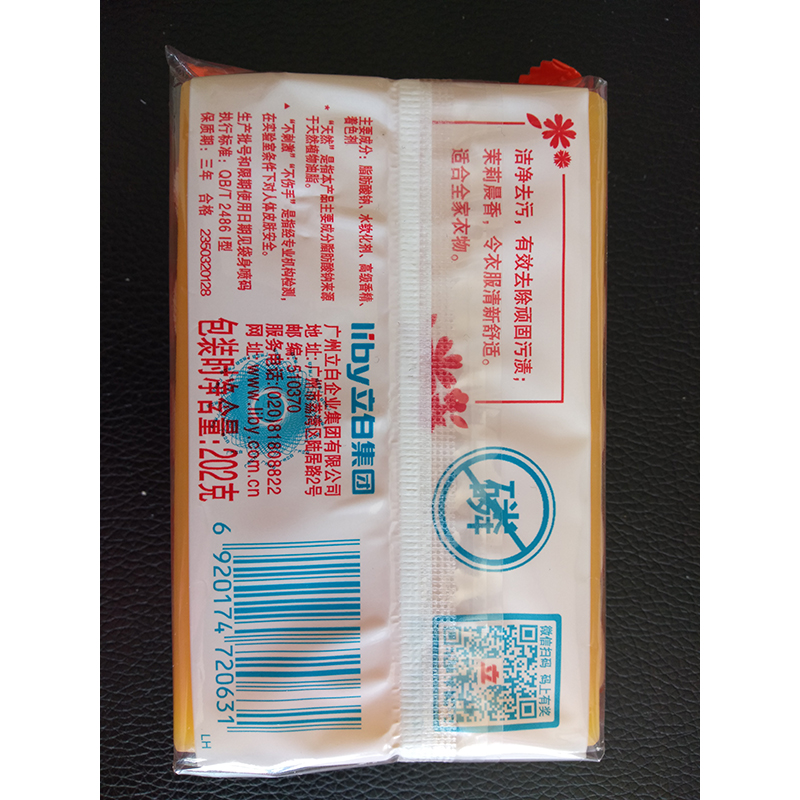 洁净去污，有效去除顽固污渍；
茉莉晨香，令衣服清新舒适。
适合全家衣物。
磷
微信扫码 码上有奖
立
主要成分：脂肪酸钠、水软化剂、高级香精、
着色剂
* “天然”是指本产品主要成分脂肪酸钠来源
于天然植物油脂。
▲ “不刺激”“不伤手”是指经专业机构检测，
在实验室条件下对人体皮肤安全。
生产批号和限期使用日期见袋身喷码
执行标准：QB/T 2486 I型
保质期：三年 合格 2350320128
liby立白集团
广州立白企业集团有限公司
地址:广州市荔湾区陆居路2号
邮编:510370
服务电话:(020)81808822
网址:www.liby.com.cn
包装时净含量:202克
6 920174 720631
LH